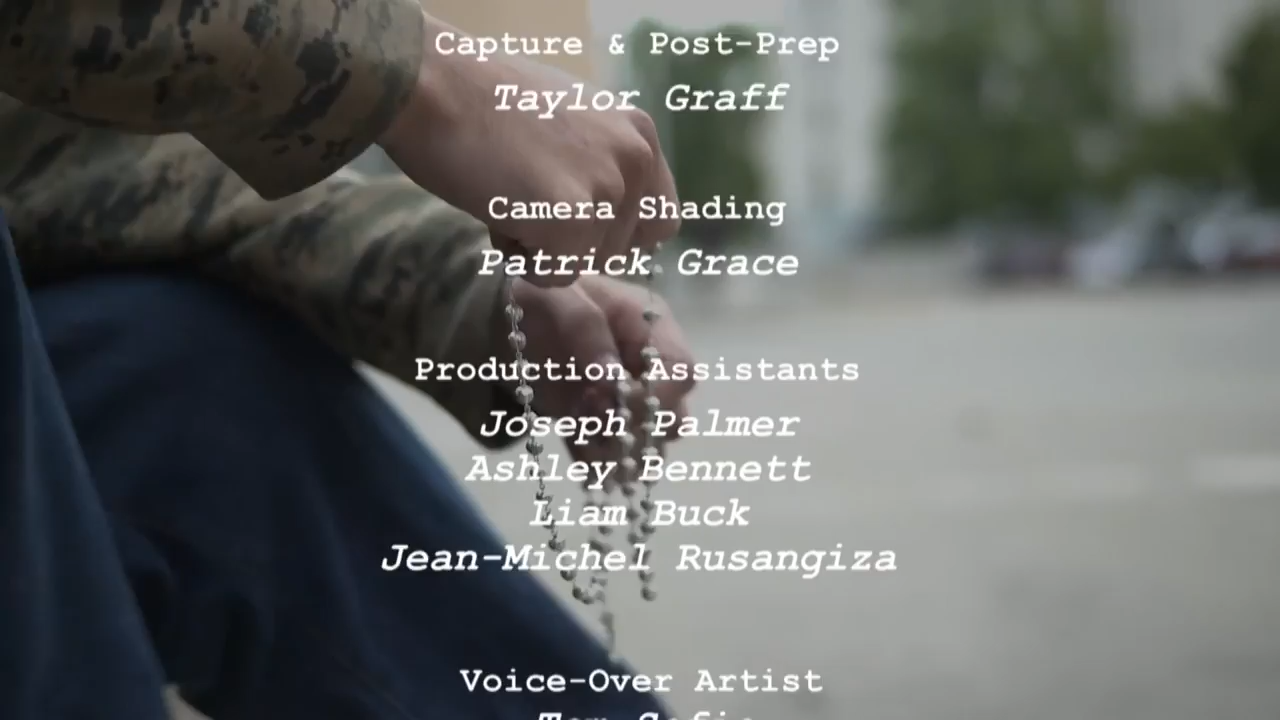 Capture & Post-Prep
Taylor Graff
Camera Shading
Patrick Grace
Production Assistants
Joseph Palmer
Ashley Bennett
Liam Buck
Jean-Michel Rusangiza
Voice-Over Artist